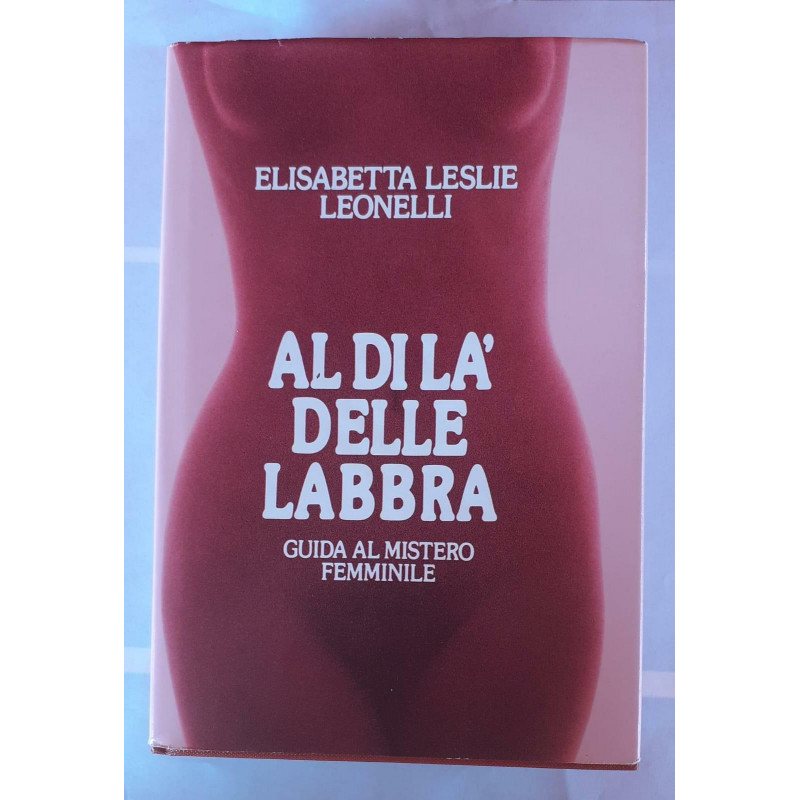 ELISABETTA LESLIE
LEONELLI
AL DI LA'
DELLE
LABBRA
GUIDA AL MISTERO
FEMMINILE